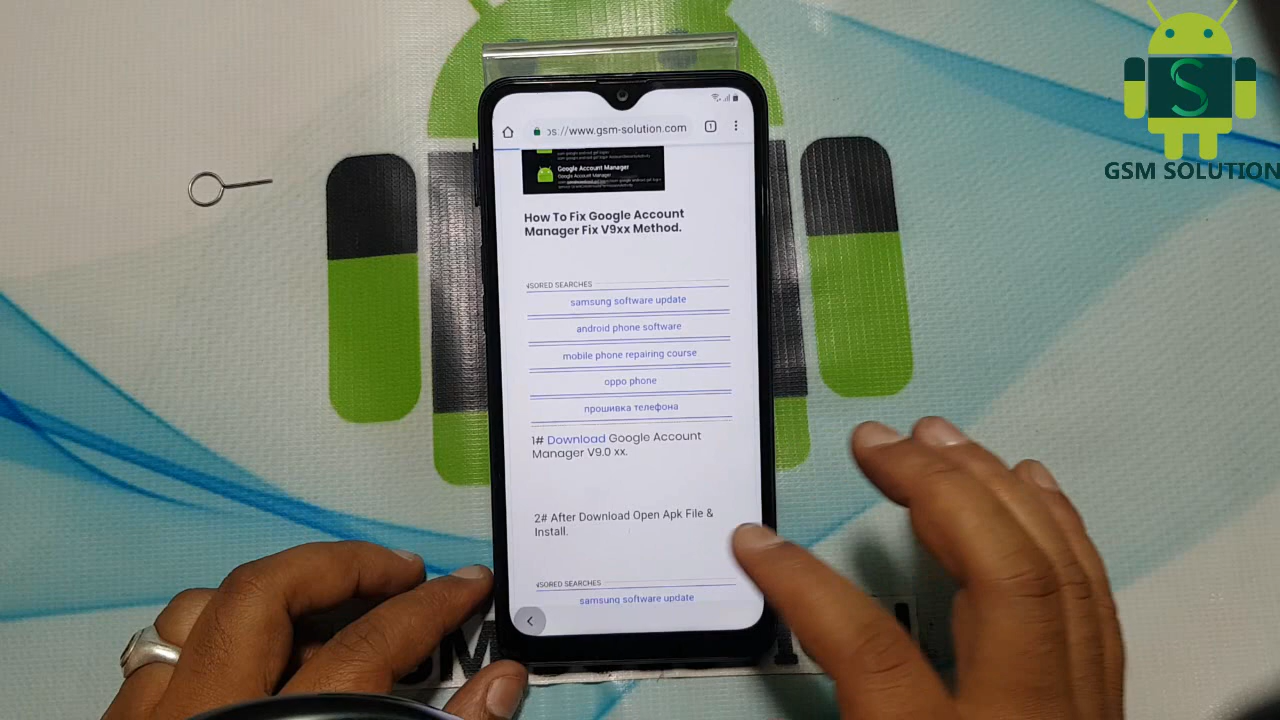 GSM SOLUTION
1
://www.gsm-solution.com
Google Account Manager
Google Account Manager
How To Fix Google Account
Manager Fix V9xx Method.
SORED SEARCHES
samsung software update
android phone software
mobile phone repairing course
oppo phone
прошивка телефона
1# Download Google Account
Manager V9.0 xx.
2# After Download Open Apk File &
Install.
SORED SEARCHES
samsung software update